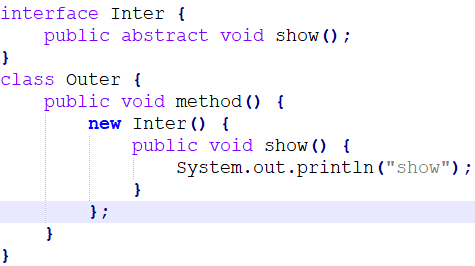 interface Inter {
    public abstract void show();
}
class Outer {
    public void method() {
        new Inter() {
            public void show() {
                System.out.println("show");
            }
        };
    }
}